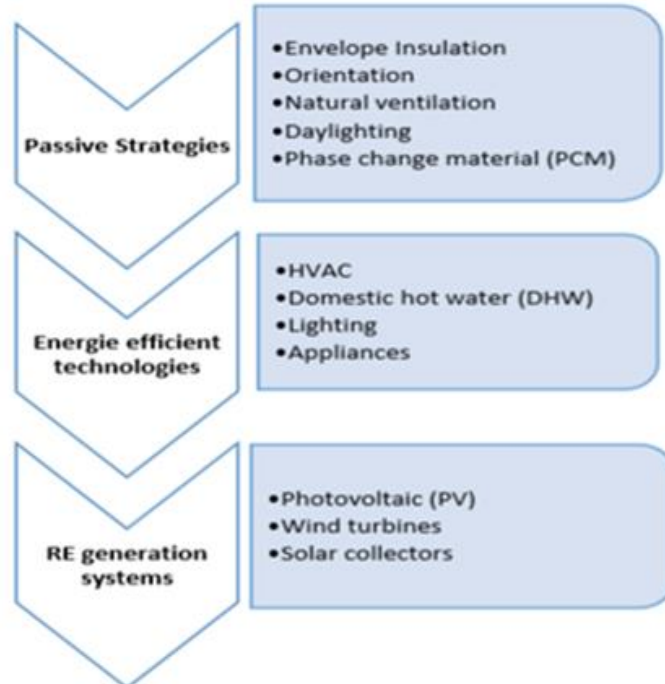 •Envelope Insulation
•Orientation
•Natural ventilation
•Daylighting
•Phase change material (PCM)
Passive Strategies
•HVAC
•Domestic hot water (DHW)
•Lighting
•Appliances
Energie efficient
technologies
•Photovoltaic (PV)
•Wind turbines
•Solar collectors
RE generation
systems